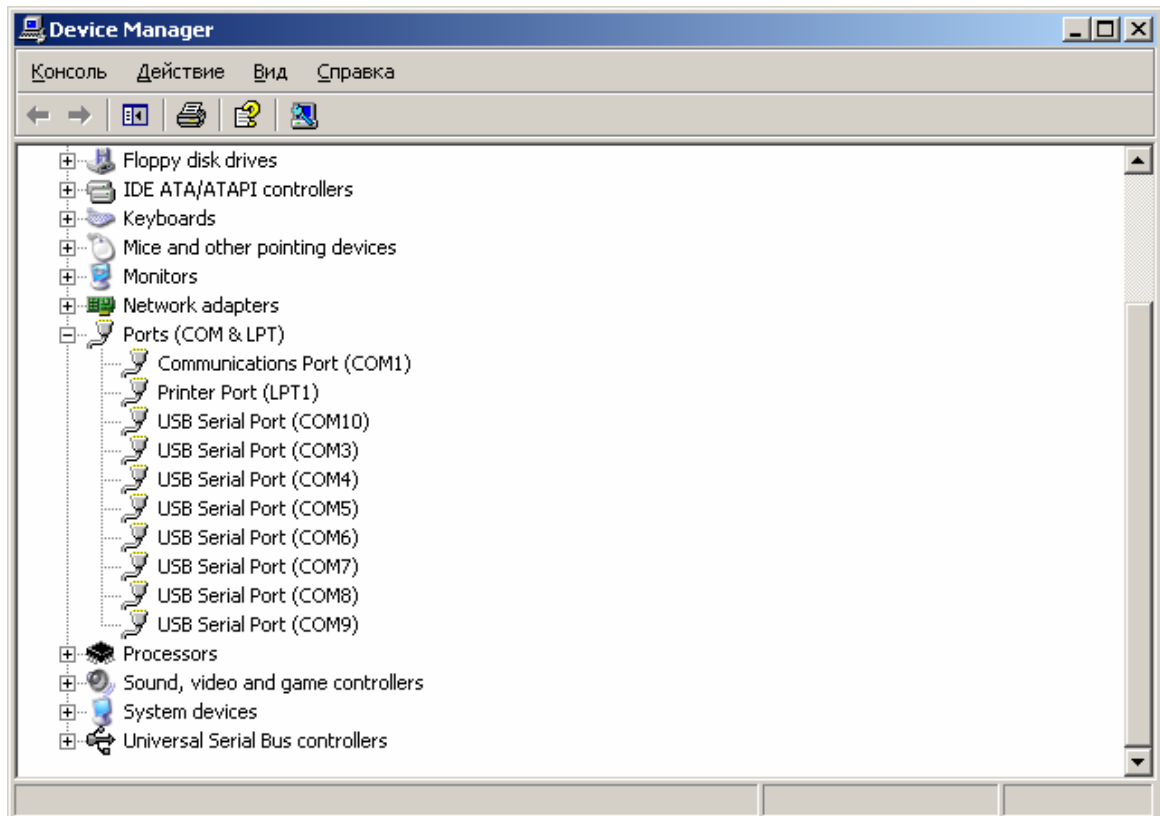 Device Manager
Консоль Действие Вид Справка
Floppy disk drives
IDE ATA/ATAPI controllers
Keyboards
Mice and other pointing devices
Monitors
Network adapters
Ports (COM & LPT)
Communications Port (COM1)
Printer Port (LPT1)
USB Serial Port (COM10)
USB Serial Port (COM3)
USB Serial Port (COM4)
USB Serial Port (COM5)
USB Serial Port (COM6)
USB Serial Port (COM7)
USB Serial Port (COM8)
USB Serial Port (COM9)
Processors
Sound, video and game controllers
System devices
Universal Serial Bus controllers